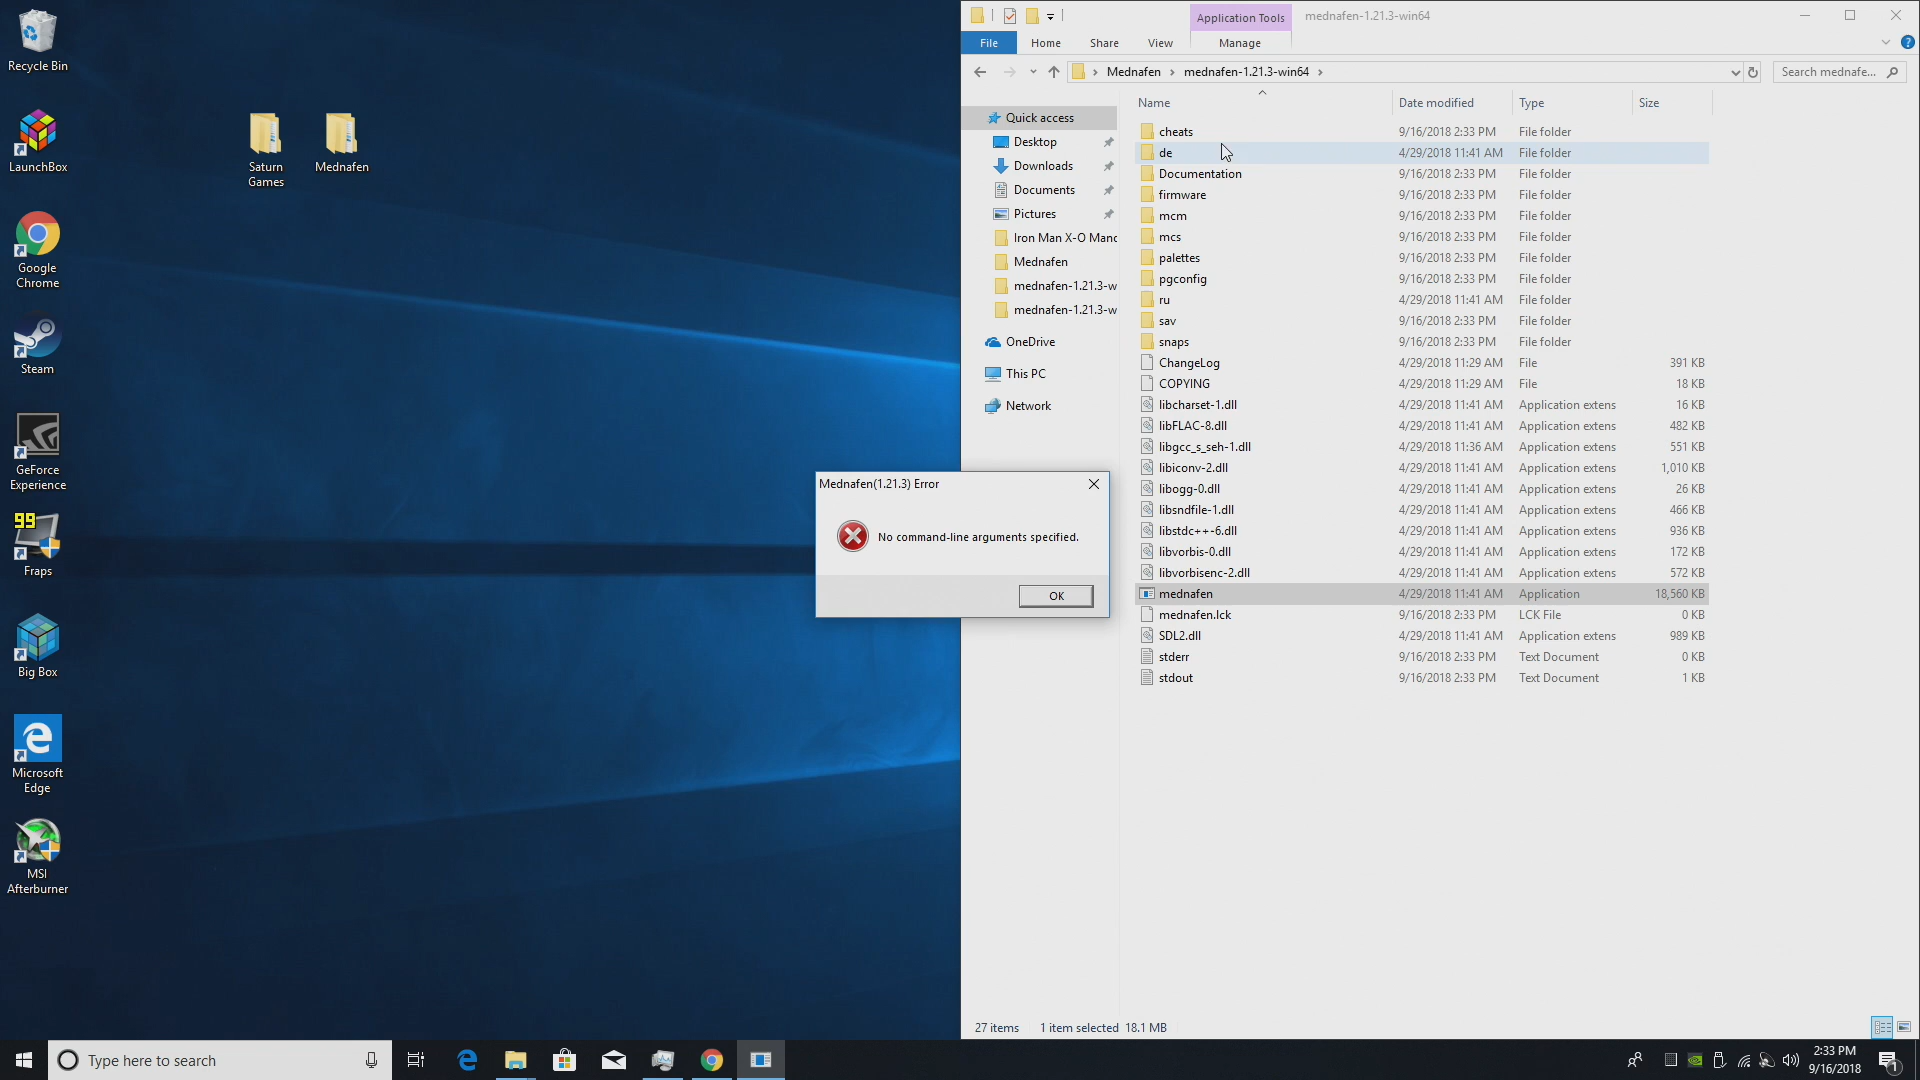 Recycle Bin
LaunchBox
Saturn
Games
Mednafen
Google
Chrome
Steam
GeForce
Experience
99
Fraps
Big Box
Microsoft
Edge
MSI
Afterburner
Application Tools
mednafen-1.21.3-win64
File
Home
Share
View
Manage
Mednafen
mednafen-1.21.3-win64
Search mednafe...
Quick access
Desktop
Downloads
Documents
Pictures
Iron Man X-O Manc
Mednafen
mednafen-1.21.3-w
mednafen-1.21.3-w
OneDrive
This PC
Network
Name Date modified Type Size
cheats 9/16/2018 2:33 PM File folder
de 4/29/2018 11:41 AM File folder
Documentation 9/16/2018 2:33 PM File folder
firmware 9/16/2018 2:33 PM File folder
mcm 9/16/2018 2:33 PM File folder
mcs 9/16/2018 2:33 PM File folder
palettes 9/16/2018 2:33 PM File folder
pgconfig 9/16/2018 2:33 PM File folder
ru 4/29/2018 11:41 AM File folder
sav 9/16/2018 2:33 PM File folder
snaps 9/16/2018 2:33 PM File folder
ChangeLog 4/29/2018 11:29 AM File 391 KB
COPYING 4/29/2018 11:29 AM File 18 KB
libcharset-1.dll 4/29/2018 11:41 AM Application extens 16 KB
libFLAC-8.dll 4/29/2018 11:41 AM Application extens 482 KB
libgcc_s_seh-1.dll 4/29/2018 11:36 AM Application extens 551 KB
libiconv-2.dll 4/29/2018 11:41 AM Application extens 1,010 KB
libogg-0.dll 4/29/2018 11:41 AM Application extens 26 KB
libsndfile-1.dll 4/29/2018 11:41 AM Application extens 466 KB
libstdc++-6.dll 4/29/2018 11:41 AM Application extens 936 KB
libvorbis-0.dll 4/29/2018 11:41 AM Application extens 172 KB
libvorbisenc-2.dll 4/29/2018 11:41 AM Application extens 572 KB
mednafen 4/29/2018 11:41 AM Application 18,560 KB
mednafen.lck 9/16/2018 2:33 PM LCK File 0 KB
SDL2.dll 4/29/2018 11:41 AM Application extens 989 KB
stderr 9/16/2018 2:33 PM Text Document 0 KB
stdout 9/16/2018 2:33 PM Text Document 1 KB
Mednafen(1.21.3) Error
No command-line arguments specified.
OK
27 items 1 item selected 18.1 MB
Type here to search
2:33 PM
9/16/2018
1